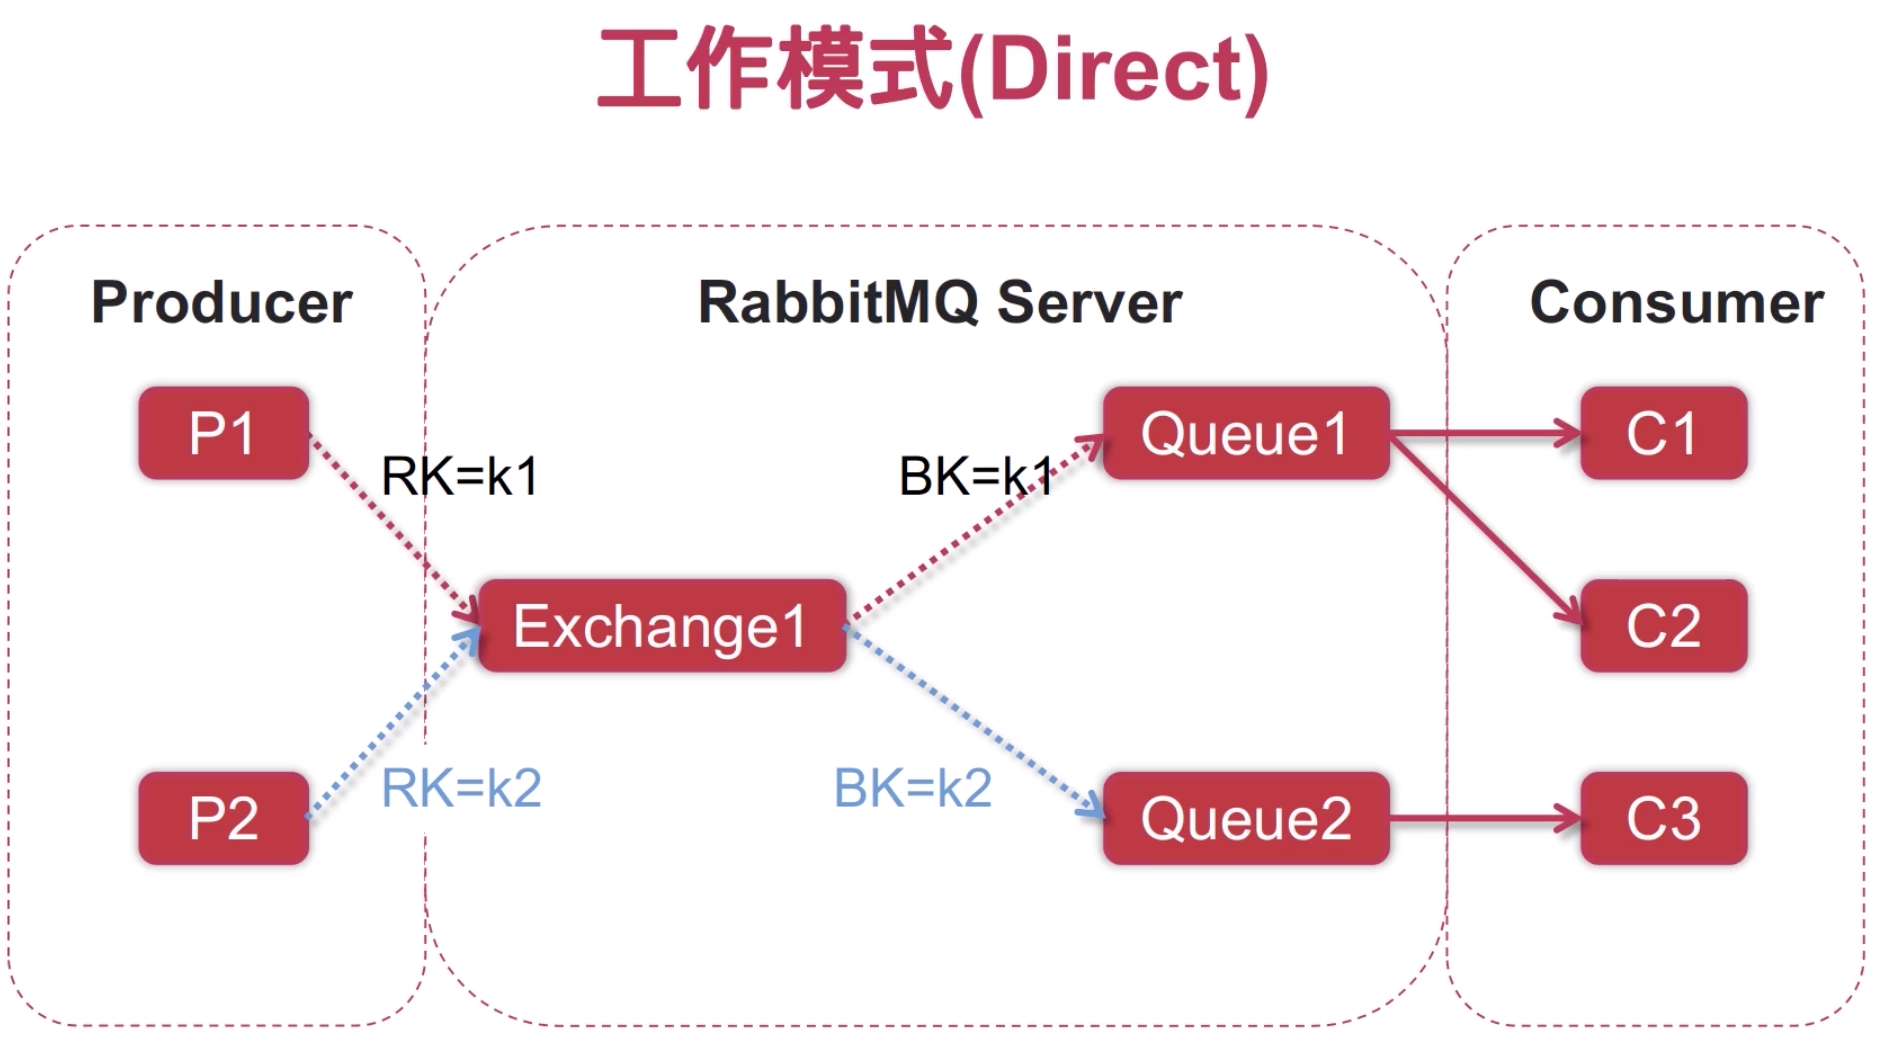 工作模式(Direct)
Producer
RabbitMQ Server
Consumer
P1
RK=k1
BK=k1
Queue1
C1
Exchange1
C2
P2
RK=k2
BK=k2
Queue2
C3